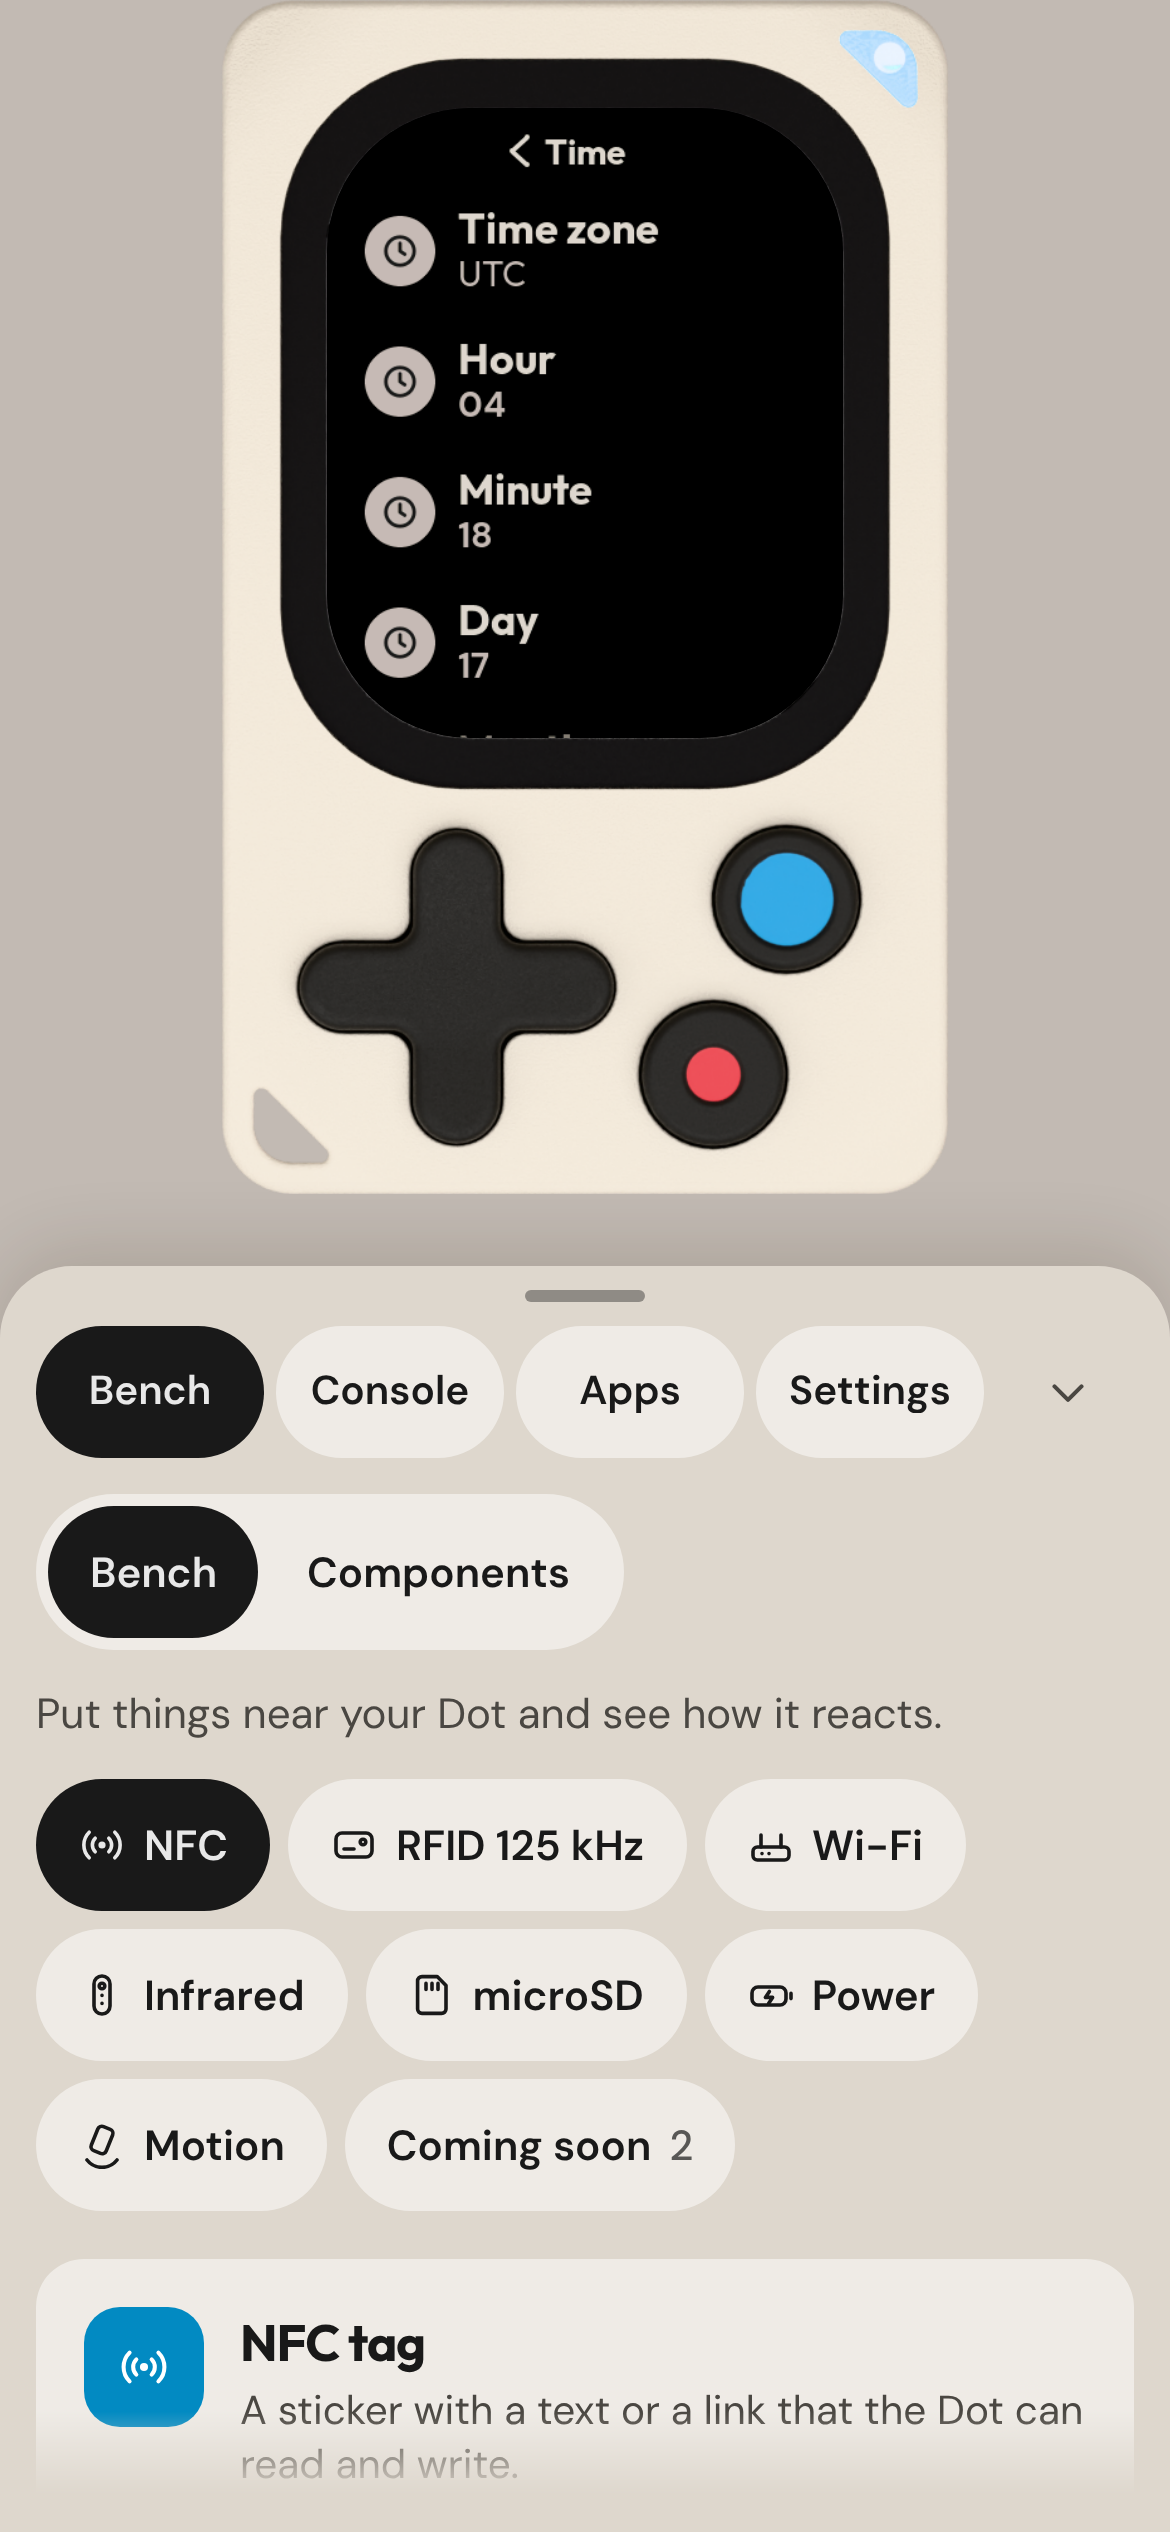 Time
Time zone
UTC
Hour
04
Minute
18
Day
17
Bench
Console
Apps
Settings
Bench
Components
Put things near your Dot and see how it reacts.
NFC
RFID 125 kHz
Wi-Fi
Infrared
microSD
Power
Motion
Coming soon 2
NFC tag
A sticker with a text or a link that the Dot can
read and write.